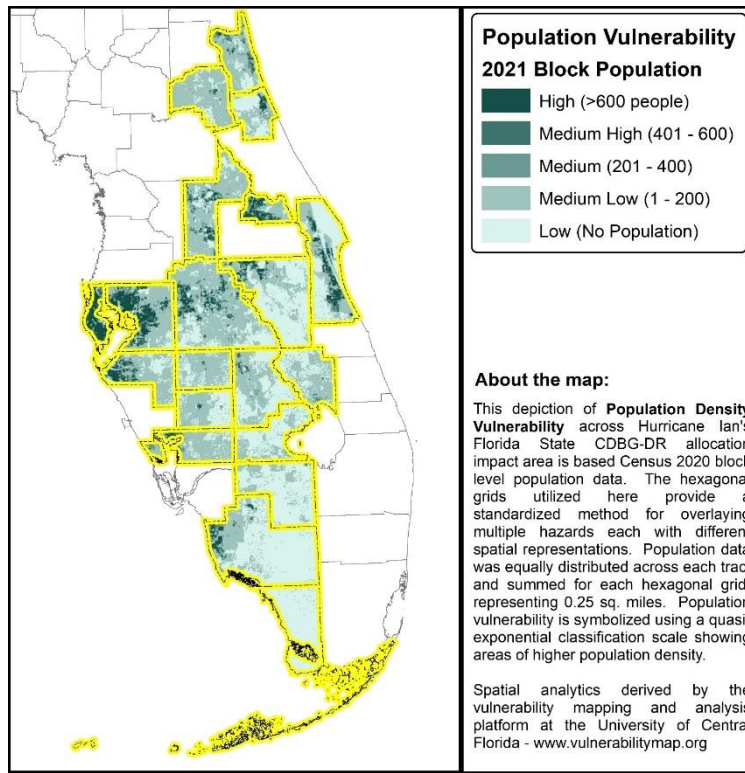 Population Vulnerability
2021 Block Population
High (>600 people)
Medium High (401 - 600)
Medium (201 - 400)
Medium Low (1 - 200)
Low (No Population)
About the map:
This depiction of Population Density
Vulnerability across Hurricane Ian's
Florida State CDBG-DR allocation
impact area is based Census 2020 block
level population data. The hexagonal
grids utilized here provide a
standardized method for overlaying
multiple hazards each with differen
spatial representations. Population data
was equally distributed across each trac
and summed for each hexagonal grid
representing 0.25 sq. miles. Population
vulnerability is symbolized using a quasi
exponential classification scale showing
areas of higher population density.
Spatial analytics derived by the
vulnerability mapping and analysis
platform at the University of Centra
Florida - www.vulnerabilitymap.org